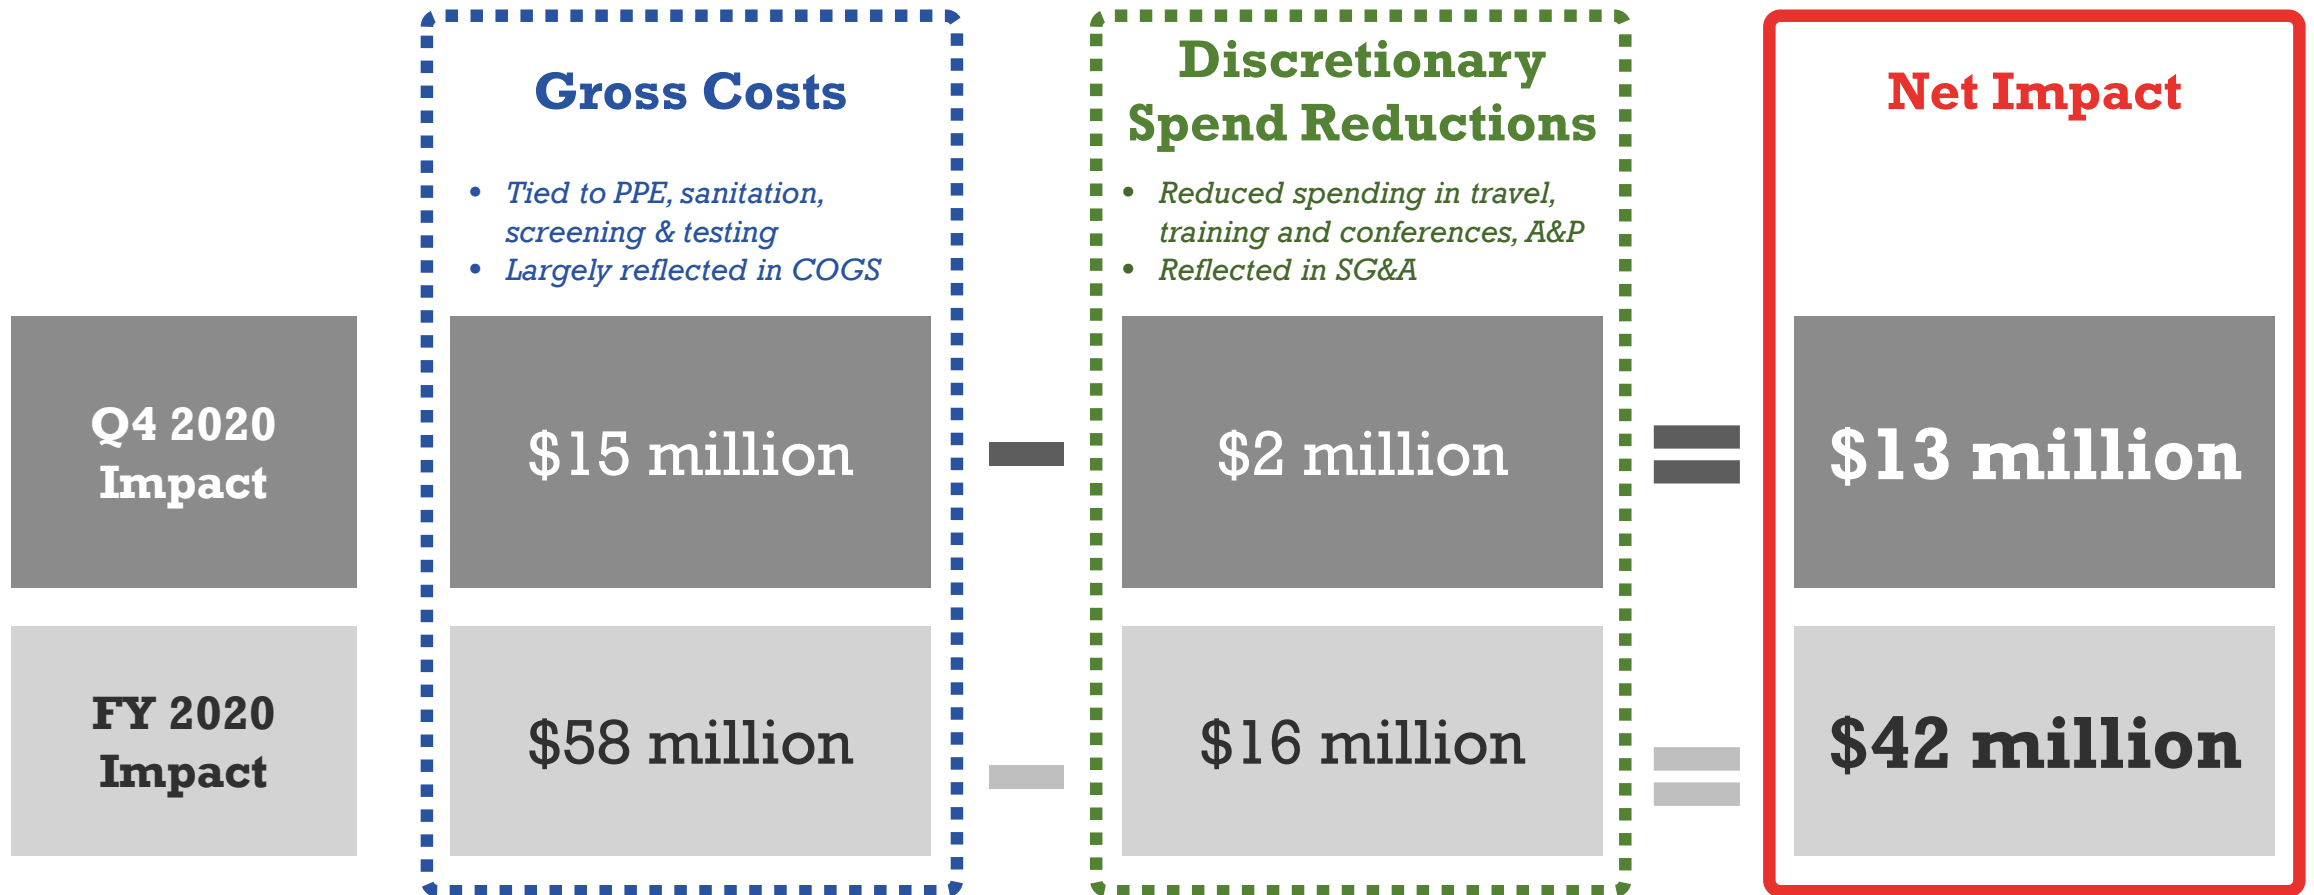 Gross Costs
• Tied to PPE, sanitation,
screening & testing
• Largely reflected in COGS
Discretionary
Spend Reductions
• Reduced spending in travel,
training and conferences, A&P
• Reflected in SG&A
Net Impact
Q4 2020
Impact
$15 million
$2 million
$13 million
FY 2020
Impact
$58 million
$16 million
$42 million